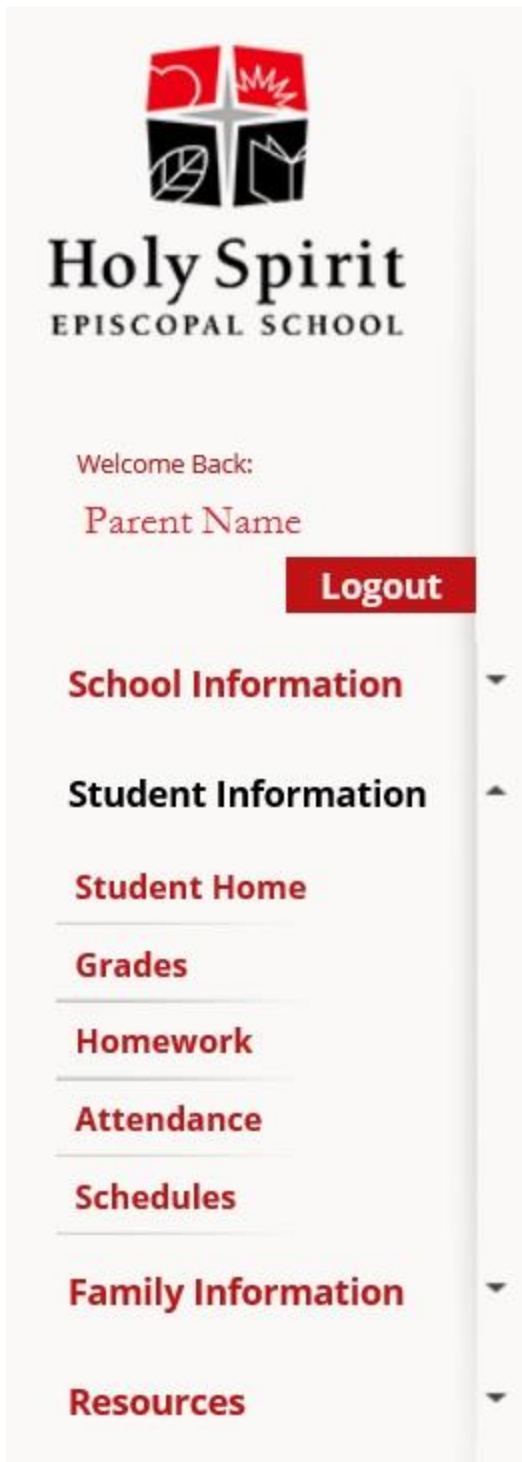 Holy Spirit
EPISCOPAL SCHOOL
Welcome Back:
Parent Name
Logout
School Information
Student Information
Student Home
Grades
Homework
Attendance
Schedules
Family Information
Resources